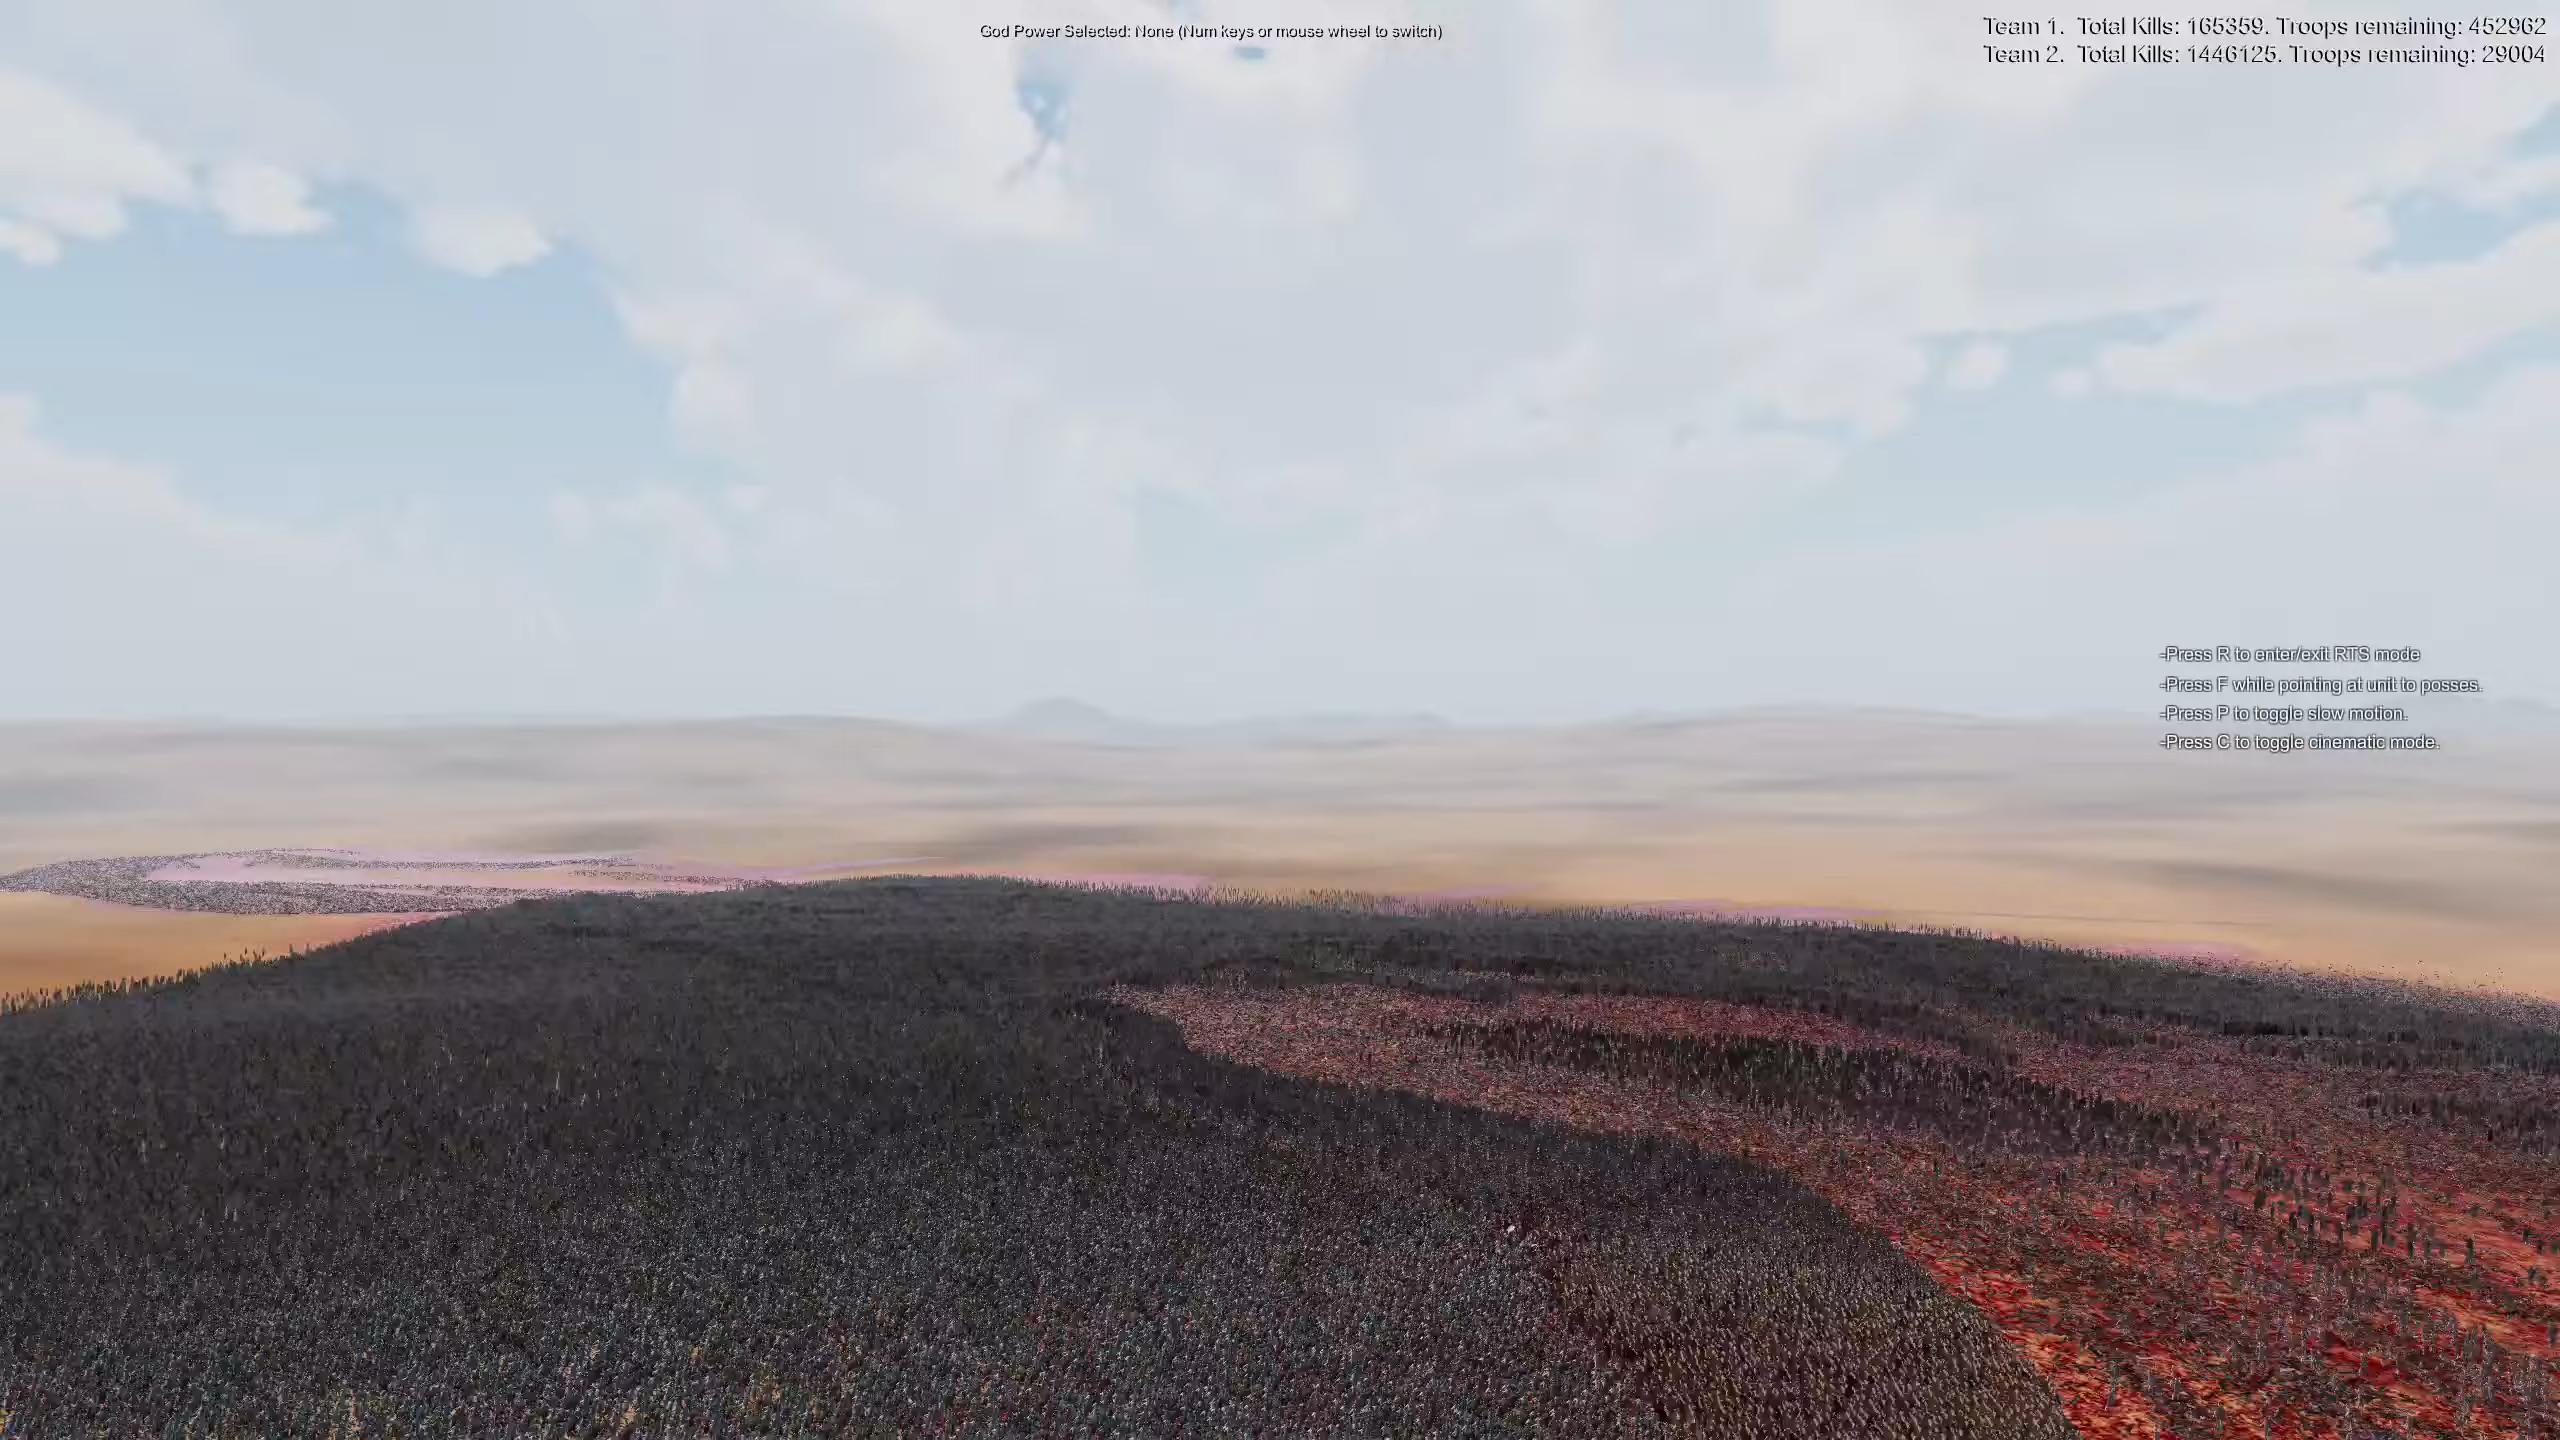 God Power Selected: None (Num keys or mouse wheel to switch)
Team 1.  Total Kills: 165359. Troops remaining: 452962
Team 2.  Total Kills: 1446125. Troops remaining: 29004
-Press R to enter/exit RTS mode
-Press F while pointing at unit to posses.
-Press P to toggle slow motion.
-Press C to toggle cinematic mode.